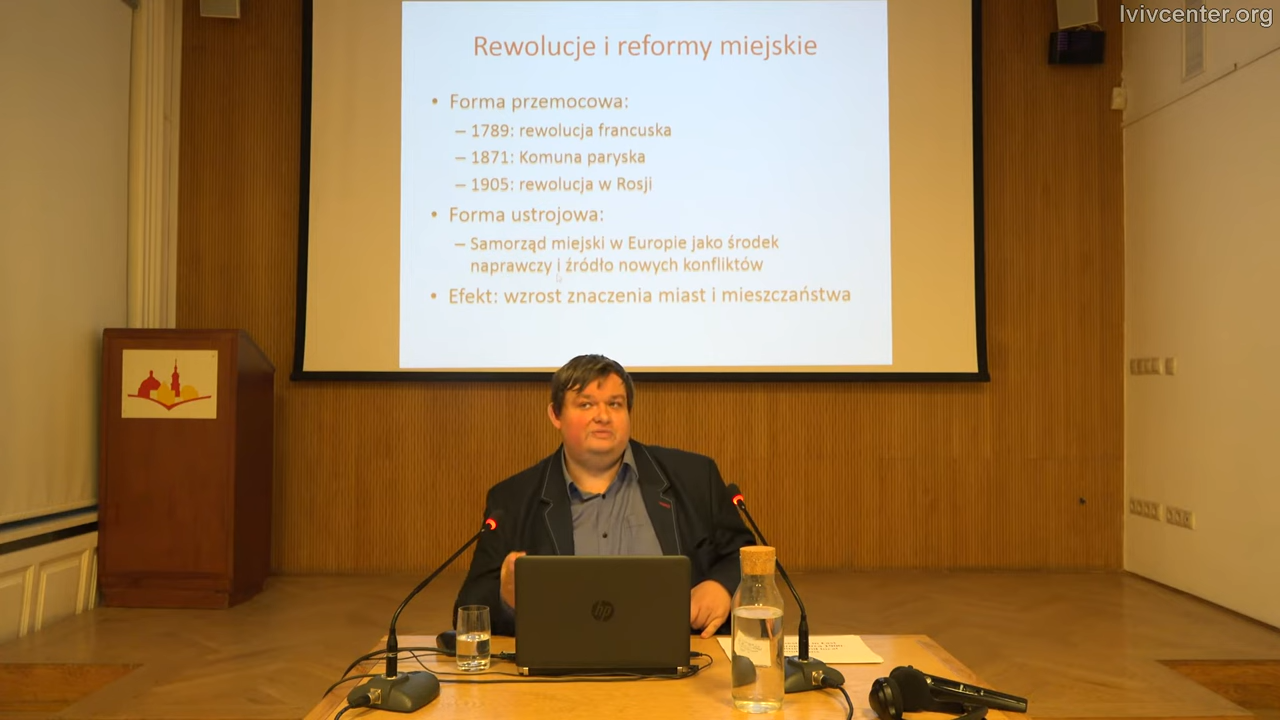 lvivcenter.org
Rewolucje i reformy miejskie
• Forma przemocowa:
– 1789: rewolucja francuska
– 1871: Komuna paryska
– 1905: rewolucja w Rosji
• Forma ustrojowa:
– Samorząd miejski w Europie jako środek
naprawczy i źródło nowych konfliktów
• Efekt: wzrost znaczenia miast i mieszczaństwa
hp